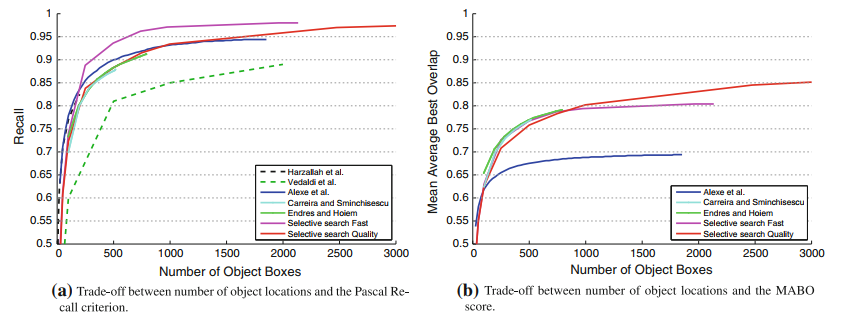 1
0.95
0.9
0.85
0.8
0.75
0.7
0.65
0.6
0.55
0.5
Recall
0 500 1000 1500 2000 2500 3000
Number of Object Boxes
Harzallah et al.
Vedaldi et al.
Alexe et al.
Carreira and Sminchisescu
Endres and Hoiem
Selective search Fast
Selective search Quality
(a) Trade-off between number of object locations and the Pascal Re-
call criterion.
1
0.95
0.9
0.85
0.8
0.75
0.7
0.65
0.6
0.55
0.5
Mean Average Best Overlap
0 500 1000 1500 2000 2500 3000
Number of Object Boxes
Alexe et al.
Carreira and Sminchisescu
Endres and Hoiem
Selective search Fast
Selective search Quality
(b) Trade-off between number of object locations and the MABO
score.